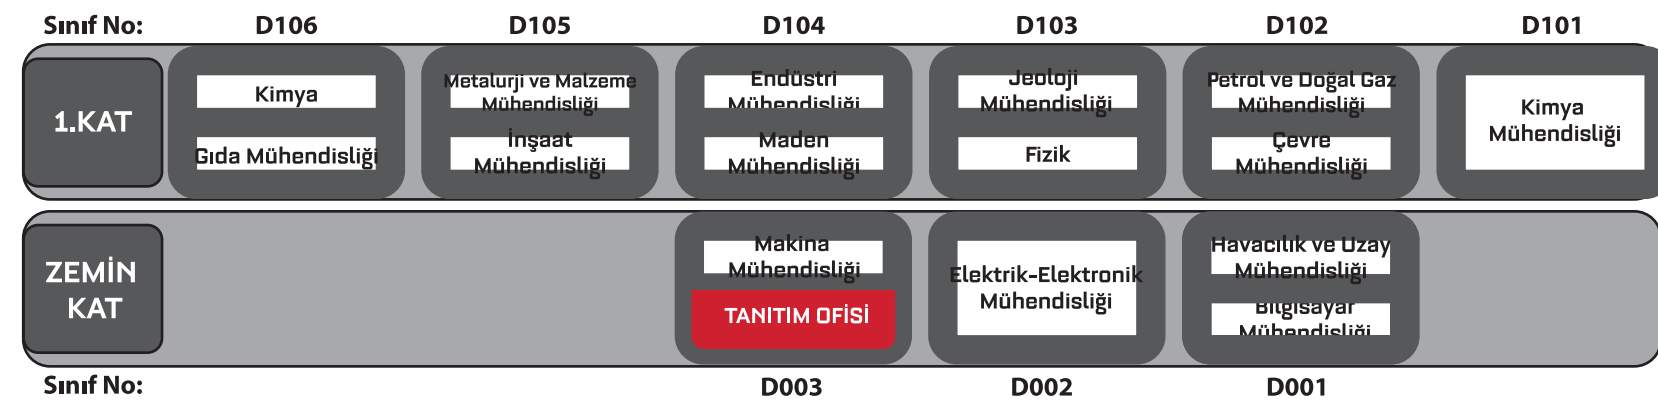 Sınıf No: D106 D105 D104 D103 D102 D101
1.KAT
Kimya
Gıda Mühendisliği
Metalurji ve Malzeme
Mühendisliği
İnşaat
Mühendisliği
Endüstri
Mühendisliği
Maden
Mühendisliği
Jeoloji
Mühendisliği
Fizik
Petrol ve Doğal Gaz
Mühendisliği
Çevre
Mühendisliği
Kimya
Mühendisliği
ZEMİN
KAT
Makina
Mühendisliği
TANITIM OFİSİ
Elektrik-Elektronik
Mühendisliği
Havacılık ve Uzay
Mühendisliği
Bilgisayar
Mühendisliği
Sınıf No: D003 D002 D001